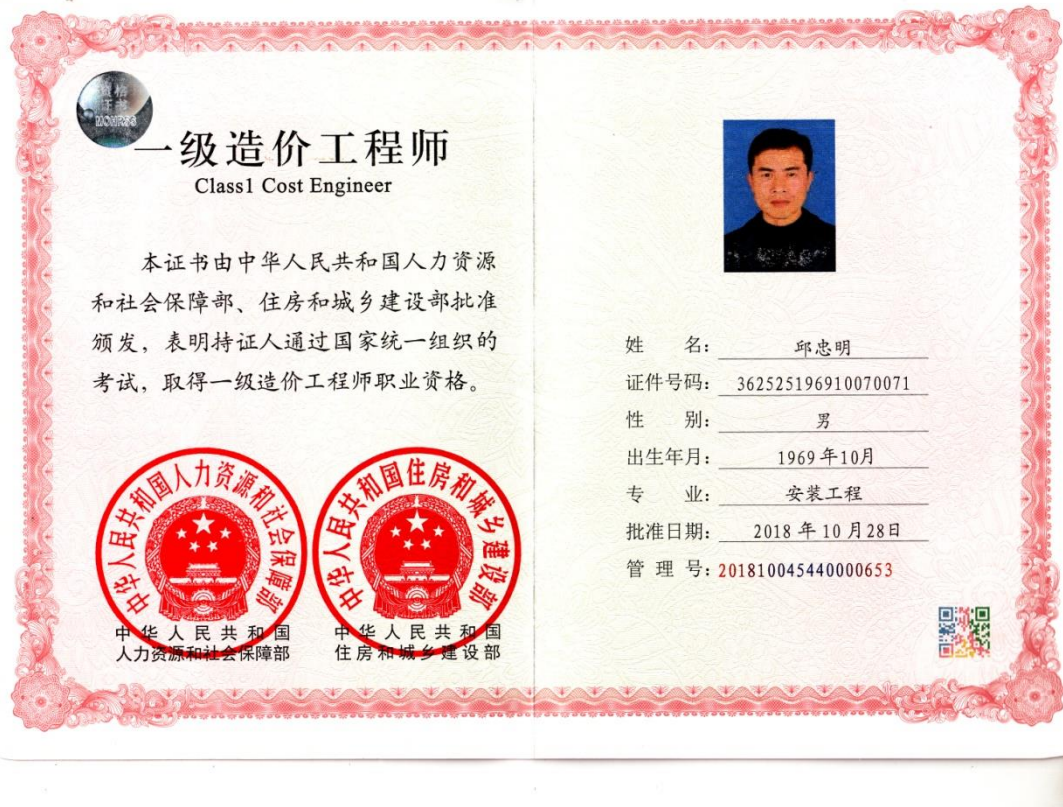 资格
证书
MOHRSS
一级造价工程师
Class1 Cost Engineer
本证书由中华人民共和国人力资源
和社会保障部、住房和城乡建设部批准
颁发，表明持证人通过国家统一组织的
考试，取得一级造价工程师职业资格。
中华人民共和国人力资源和社会保障部
中华人民共和国
人力资源和社会保障部
中华人民共和国住房和城乡建设部
中华人民共和国
住房和城乡建设部
姓名：邱忠明
证件号码：362525196910070071
性别：男
出生年月：1969年10月
专业：安装工程
批准日期：2018年10月28日
管理号：201810045440000653